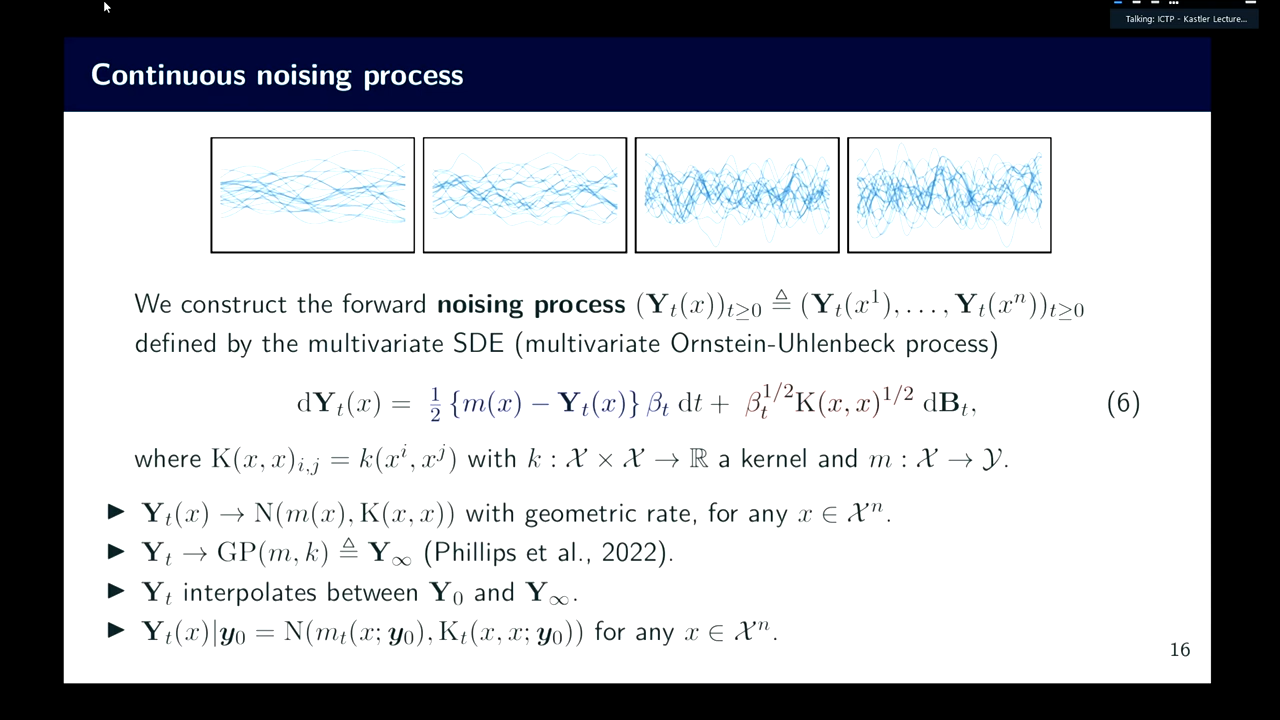 Talking: ICTP - Kastler Lecture...
Continuous noising process
We construct the forward noising process (Y_t(x))_{t≥0} ≜ (Y_t(x^1), . . . , Y_t(x^n))_{t≥0}
defined by the multivariate SDE (multivariate Ornstein-Uhlenbeck process)
dY_t(x) = 1/2 {m(x) − Y_t(x)} β_t dt + β_t^{1/2} K(x, x)^{1/2} dB_t, (6)
where K(x, x)_{i,j} = k(x^i, x^j) with k : 𝒳 × 𝒳 → ℝ a kernel and m : 𝒳 → 𝒴.
▶ Y_t(x) → N(m(x), K(x, x)) with geometric rate, for any x ∈ 𝒳^n.
▶ Y_t → GP(m, k) ≜ Y_∞ (Phillips et al., 2022).
▶ Y_t interpolates between Y_0 and Y_∞.
▶ Y_t(x)|y_0 = N(m_t(x; y_0), K_t(x, x; y_0)) for any x ∈ 𝒳^n.
16